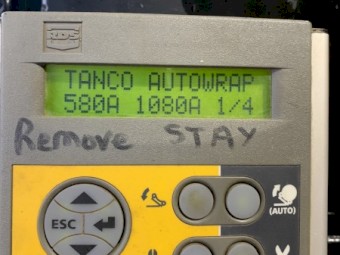 RDS
TANCO AUTOWRAP
580A 1080A 1/4
Remove STAY
ESC
(AUTO)